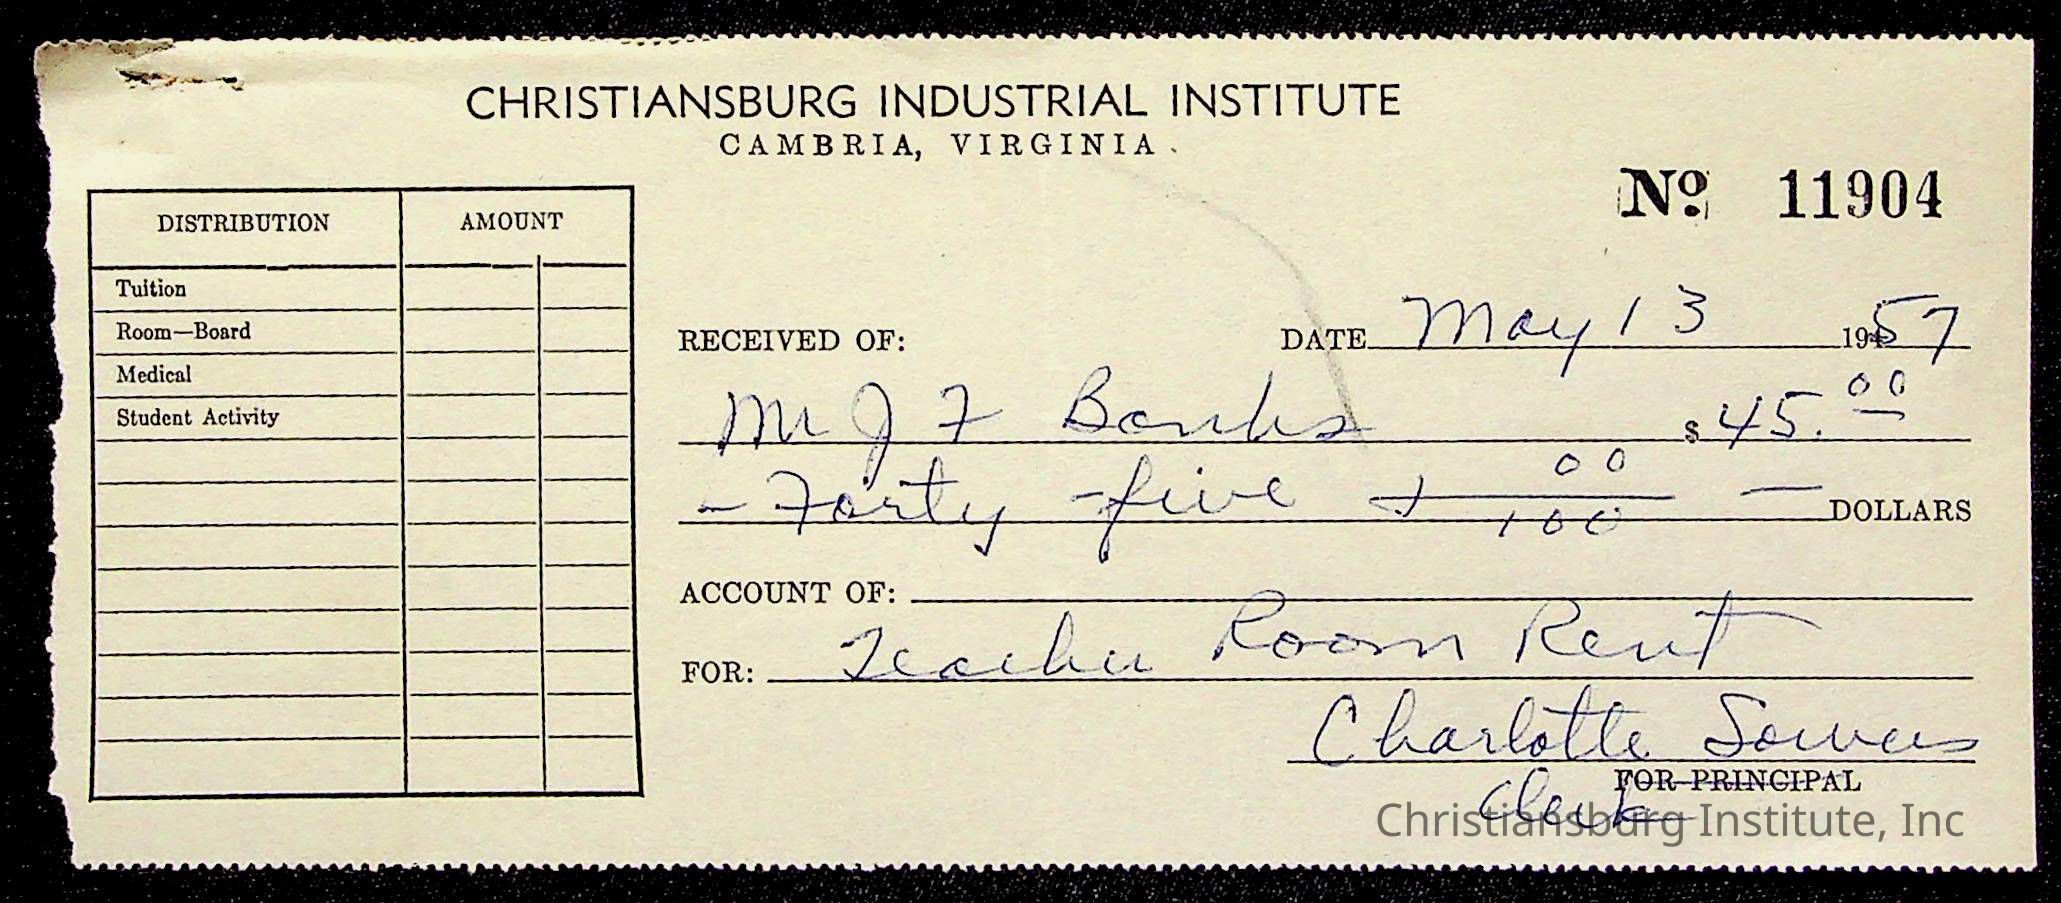 CHRISTIANSBURG INDUSTRIAL INSTITUTE
CAMBRIA, VIRGINIA
No 11904
DISTRIBUTION AMOUNT
Tuition
Room—Board
Medical
Student Activity
RECEIVED OF: DATE May 13 1957
Mr J F Banks $ 45.00
- Forty-five + 00/100 — DOLLARS
ACCOUNT OF:
FOR: Teacher Room Rent
Charlotte Sowers
FOR PRINCIPAL
Clerk
Christiansburg Institute, Inc